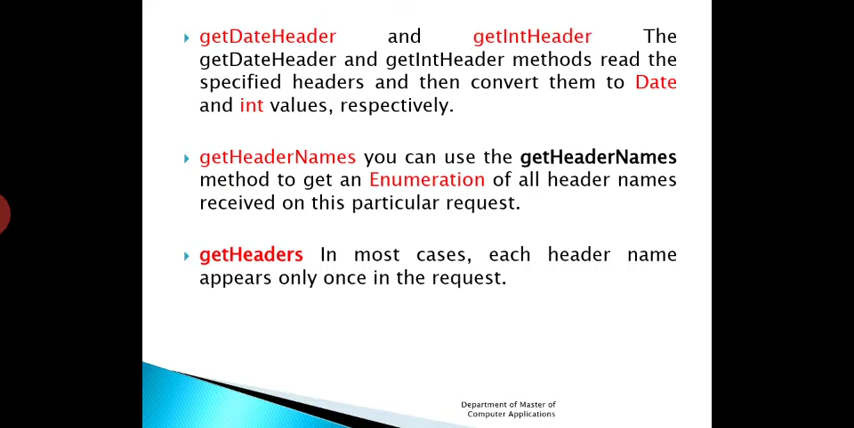 getDateHeader and getIntHeader The
getDateHeader and getIntHeader methods read the
specified headers and then convert them to Date
and int values, respectively.
getHeaderNames you can use the getHeaderNames
method to get an Enumeration of all header names
received on this particular request.
getHeaders In most cases, each header name
appears only once in the request.
Department of Master of
Computer Applications